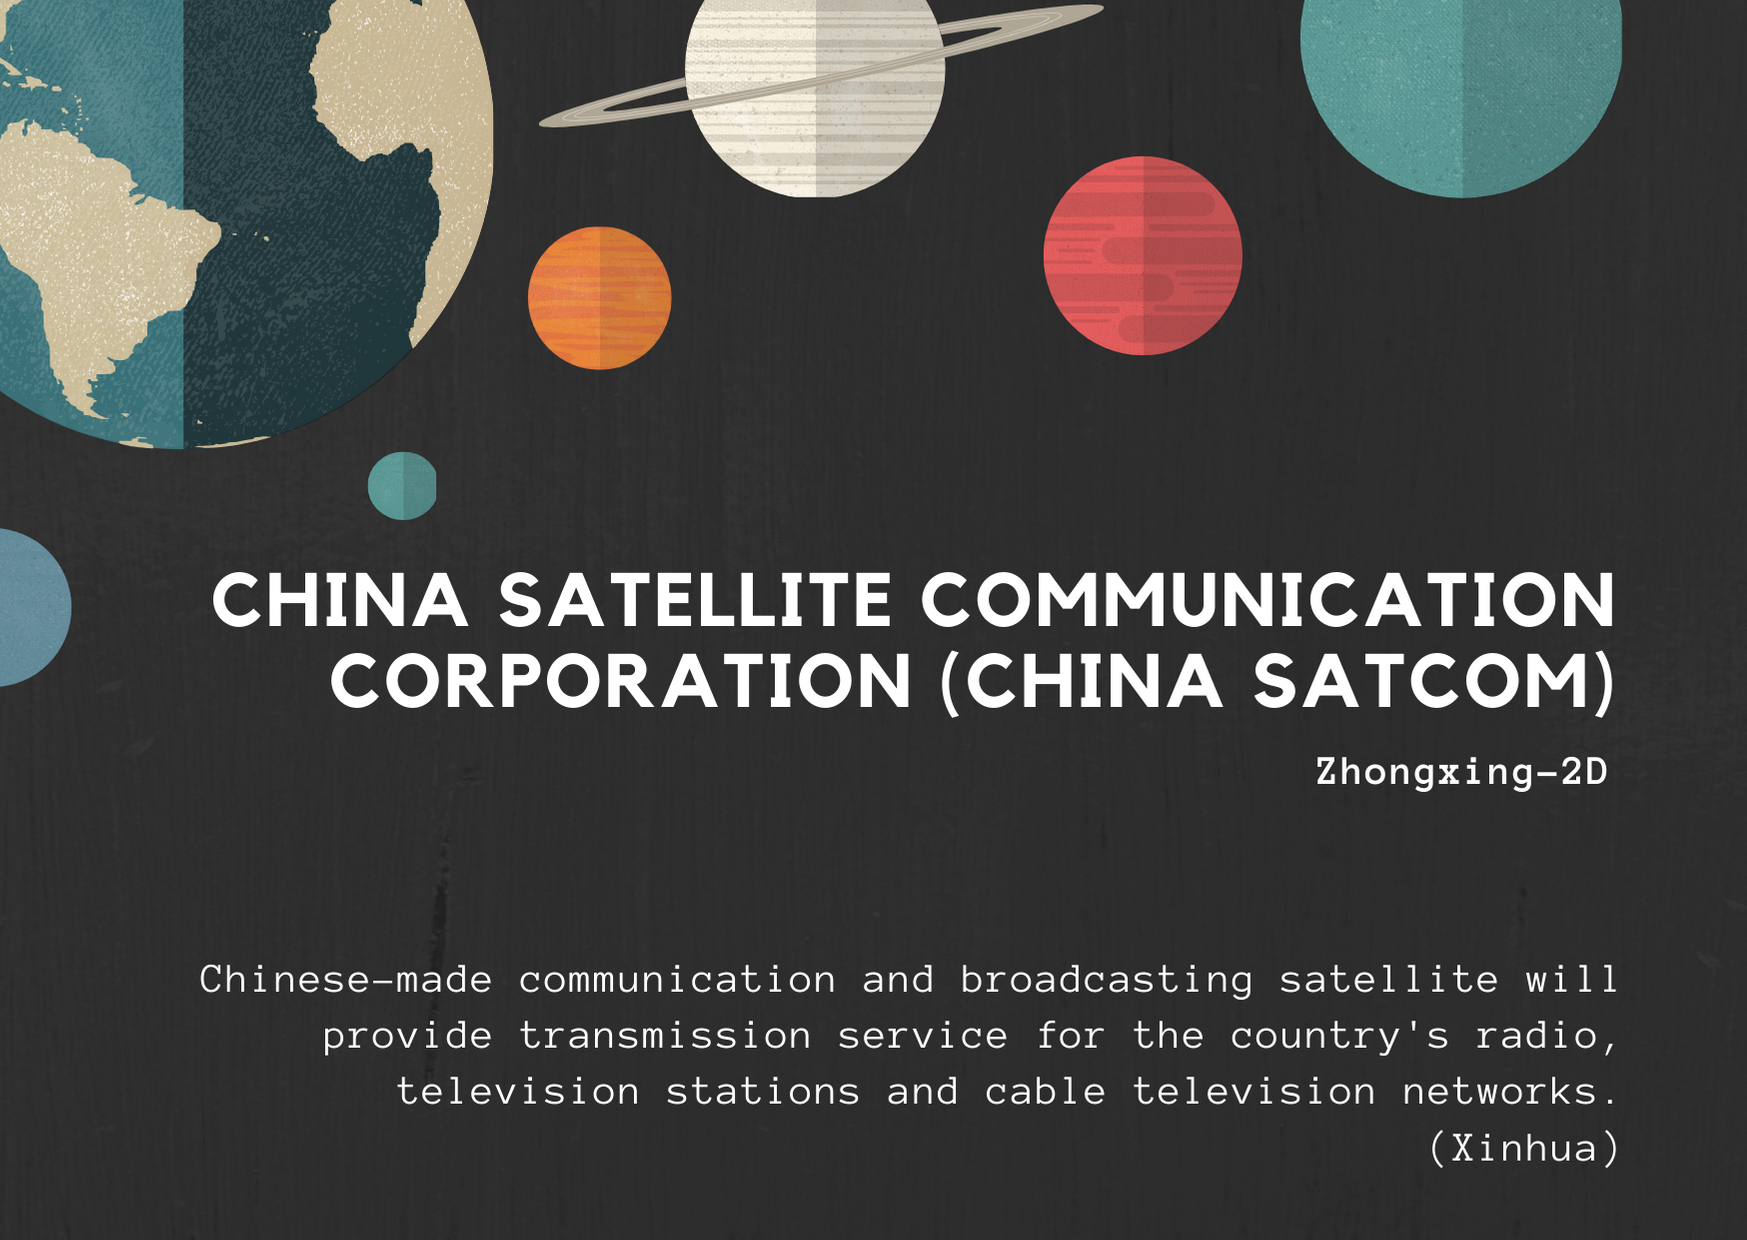 CHINA SATELLITE COMMUNICATION
CORPORATION (CHINA SATCOM)
Zhongxing-2D
Chinese-made communication and broadcasting satellite will
provide transmission service for the country's radio,
television stations and cable television networks.
(Xinhua)